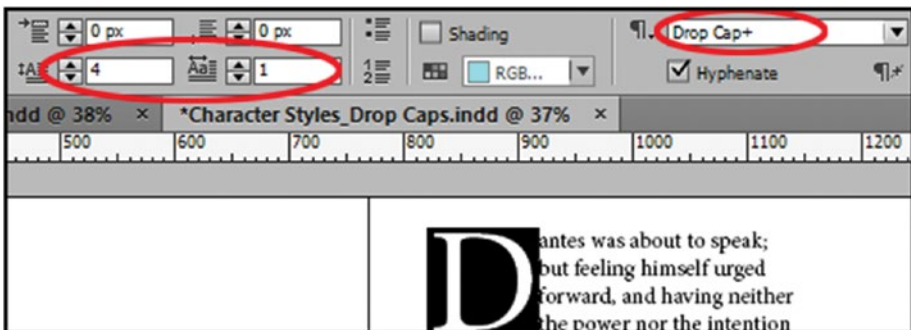 0 px 0 px Shading Drop Cap+
4 1 RGB... Hyphenate
ndd @ 38% × *Character Styles_Drop Caps.indd @ 37% ×
500 600 700 800 900 1000 1100 1200
Dantes was about to speak;
but feeling himself urged
forward, and having neither
the power nor the intention